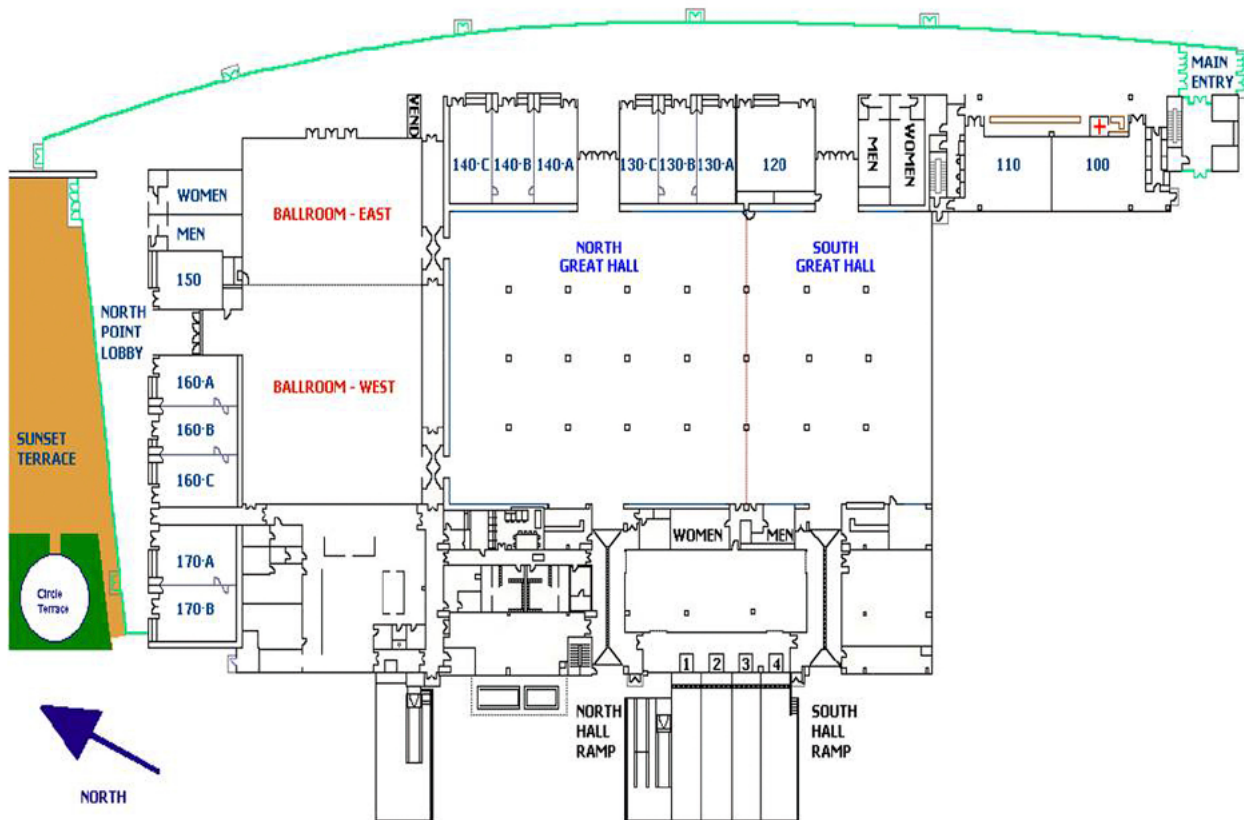 MAIN
ENTRY
VEND
MEN
WOMEN
140-C
140-B
140-A
130-C
130-B
130-A
120
110
100
WOMEN
MEN
BALLROOM - EAST
NORTH
GREAT HALL
SOUTH
GREAT HALL
150
NORTH
POINT
LOBBY
160-A
BALLROOM - WEST
160-B
SUNSET
TERRACE
160-C
WOMEN
MEN
170-A
Circle
Terrace
170-B
1
2
3
4
NORTH
HALL
RAMP
SOUTH
HALL
RAMP
NORTH